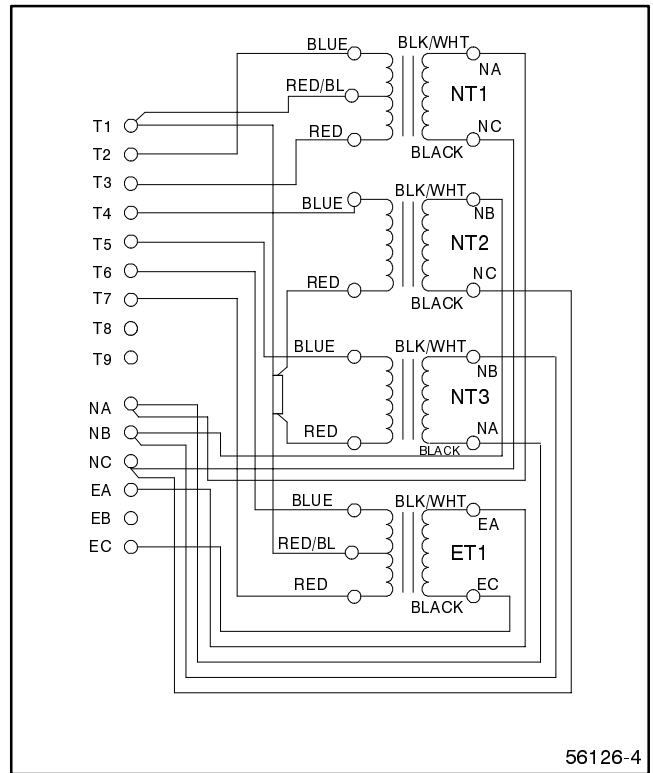 BLUE BLK/WHT
NA
RED/BL NT1
T1 RED NC
BLACK
T2
T3
BLK/WHT
T4 BLUE NB
T5 NT2
T6 RED NC
T7 BLACK
T8
T9
BLUE BLK/WHT
NB
NT3
NA
NA
NB RED
BLACK
NC
EA BLUE BLK/WHT
EB EA
EC RED/BL ET1
RED EC
BLACK
56126-4